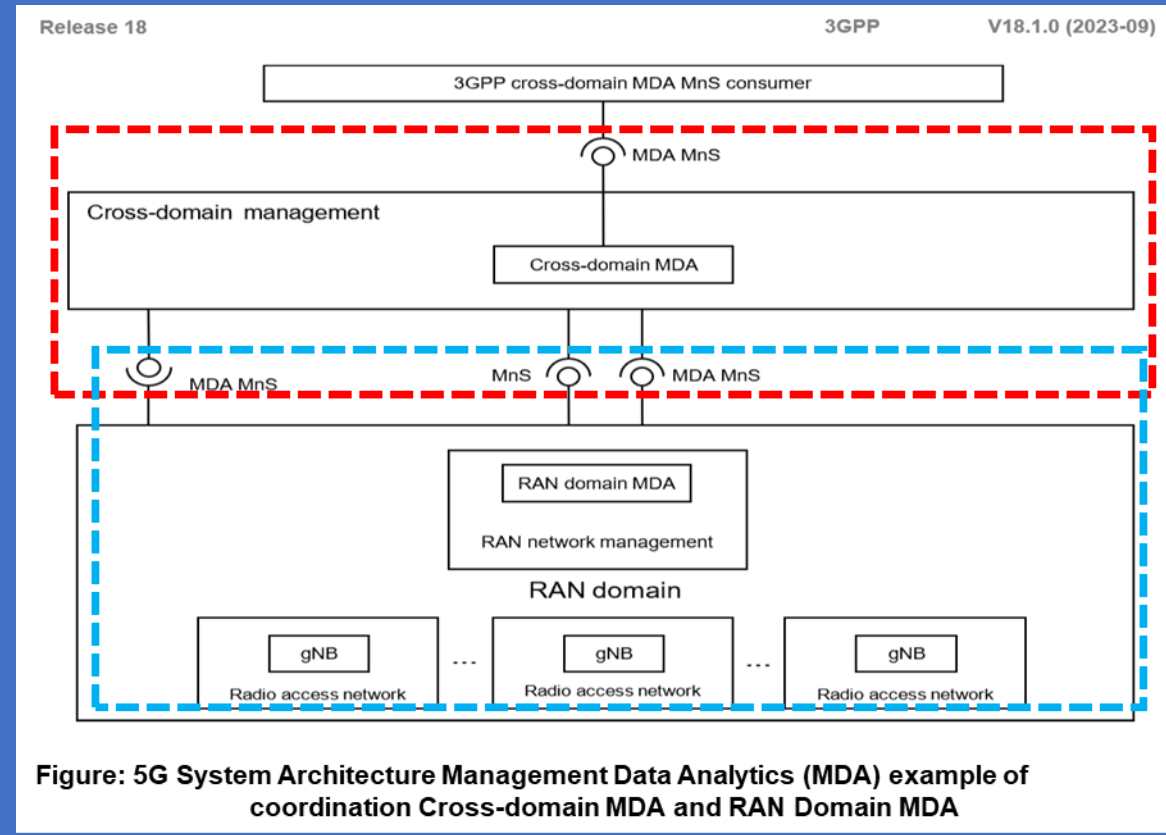 Release 18 3GPP V18.1.0 (2023-09)
3GPP cross-domain MDA MnS consumer
MDA MnS
Cross-domain management
Cross-domain MDA
MDA MnS
MnS
MDA MnS
RAN domain MDA
RAN network management
RAN domain
gNB
Radio access network
...
gNB
Radio access network
...
gNB
Radio access network
Figure: 5G System Architecture Management Data Analytics (MDA) example of
coordination Cross-domain MDA and RAN Domain MDA